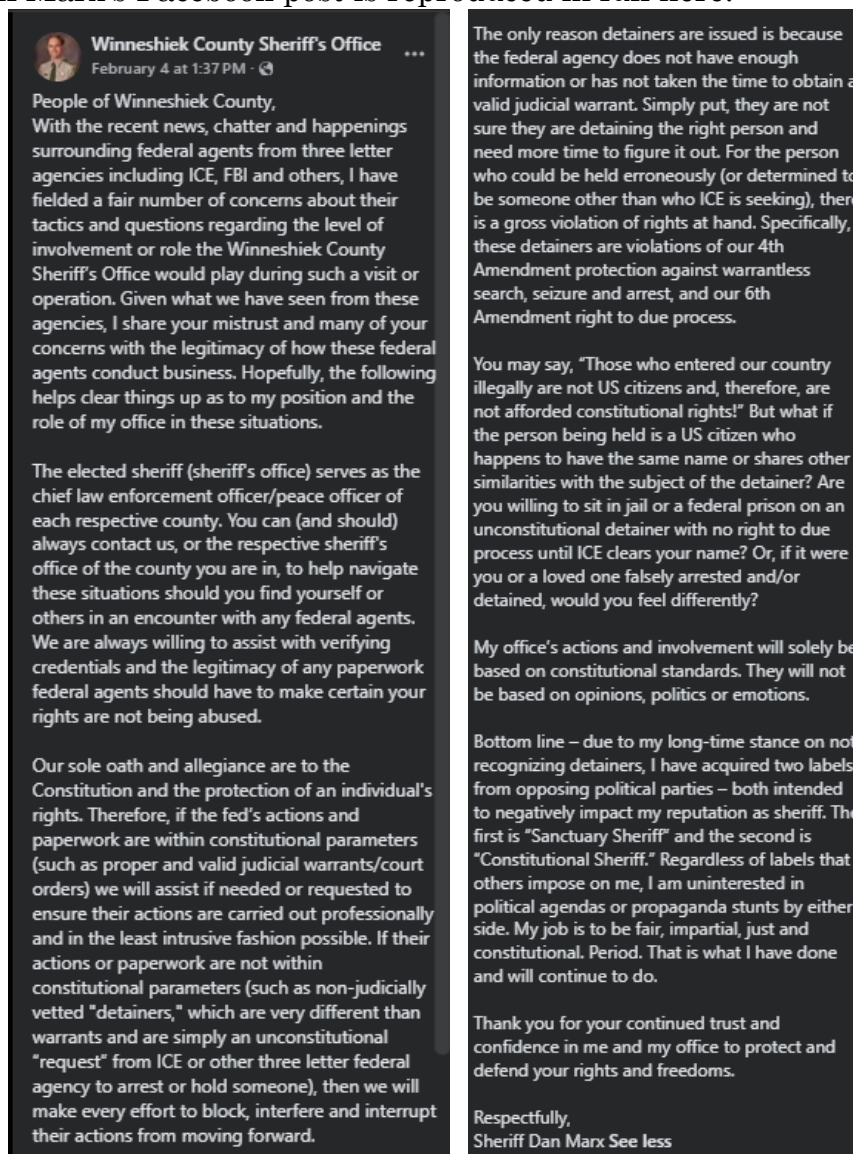 Facebook post is reproduced in full here.
Winneshiek County Sheriff's Office
February 4 at 1:37 PM ·
People of Winneshiek County,
With the recent news, chatter and happenings
surrounding federal agents from three letter
agencies including ICE, FBI and others, I have
fielded a fair number of concerns about their
tactics and questions regarding the level of
involvement or role the Winneshiek County
Sheriff's Office would play during such a visit or
operation. Given what we have seen from these
agencies, I share your mistrust and many of your
concerns with the legitimacy of how these federal
agents conduct business. Hopefully, the following
helps clear things up as to my position and the
role of my office in these situations.
The elected sheriff (sheriff's office) serves as the
chief law enforcement officer/peace officer of
each respective county. You can (and should)
always contact us, or the respective sheriff's
office of the county you are in, to help navigate
these situations should you find yourself or
others in an encounter with any federal agents.
We are always willing to assist with verifying
credentials and the legitimacy of any paperwork
federal agents should have to make certain your
rights are not being abused.
Our sole oath and allegiance are to the
Constitution and the protection of an individual's
rights. Therefore, if the fed's actions and
paperwork are within constitutional parameters
(such as proper and valid judicial warrants/court
orders) we will assist if needed or requested to
ensure their actions are carried out professionally
and in the least intrusive fashion possible. If their
actions or paperwork are not within
constitutional parameters (such as non-judicially
vetted "detainers," which are very different than
warrants and are simply an unconstitutional
"request" from ICE or other three letter federal
agency to arrest or hold someone), then we will
make every effort to block, interfere and interrupt
their actions from moving forward.
The only reason detainers are issued is because
the federal agency does not have enough
information or has not taken the time to obtain a
valid judicial warrant. Simply put, they are not
sure they are detaining the right person and
need more time to figure it out. For the person
who could be held erroneously (or determined to
be someone other than who ICE is seeking), there
is a gross violation of rights at hand. Specifically,
these detainers are violations of our 4th
Amendment protection against warrantless
search, seizure and arrest, and our 6th
Amendment right to due process.
You may say, "Those who entered our country
illegally are not US citizens and, therefore, are
not afforded constitutional rights!" But what if
the person being held is a US citizen who
happens to have the same name or shares other
similarities with the subject of the detainer? Are
you willing to sit in jail or a federal prison on an
unconstitutional detainer with no right to due
process until ICE clears your name? Or, if it were
you or a loved one falsely arrested and/or
detained, would you feel differently?
My office's actions and involvement will solely be
based on constitutional standards. They will not
be based on opinions, politics or emotions.
Bottom line – due to my long-time stance on not
recognizing detainers, I have acquired two labels
from opposing political parties – both intended
to negatively impact my reputation as sheriff. The
first is "Sanctuary Sheriff" and the second is
"Constitutional Sheriff." Regardless of labels that
others impose on me, I am uninterested in
political agendas or propaganda stunts by either
side. My job is to be fair, impartial, just and
constitutional. Period. That is what I have done
and will continue to do.
Thank you for your continued trust and
confidence in me and my office to protect and
defend your rights and freedoms.
Respectfully,
Sheriff Dan Marx See less